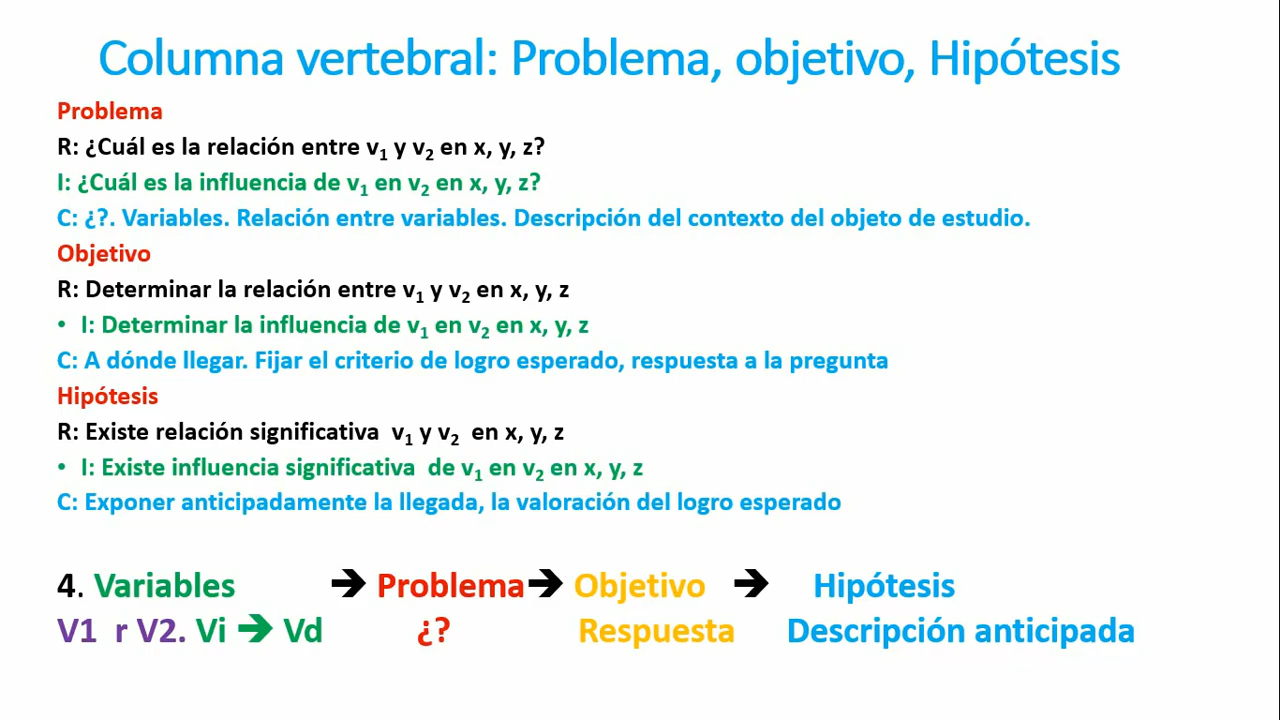 Columna vertebral: Problema, objetivo, Hipótesis
Problema
R: ¿Cuál es la relación entre v₁ y v₂ en x, y, z?
I: ¿Cuál es la influencia de v₁ en v₂ en x, y, z?
C: ¿?. Variables. Relación entre variables. Descripción del contexto del objeto de estudio.
Objetivo
R: Determinar la relación entre v₁ y v₂ en x, y, z
• I: Determinar la influencia de v₁ en v₂ en x, y, z
C: A dónde llegar. Fijar el criterio de logro esperado, respuesta a la pregunta
Hipótesis
R: Existe relación significativa v₁ y v₂ en x, y, z
• I: Existe influencia significativa de v₁ en v₂ en x, y, z
C: Exponer anticipadamente la llegada, la valoración del logro esperado
4. Variables ➔ Problema ➔ Objetivo ➔ Hipótesis
V1 r V2. Vi ➔ Vd ¿? Respuesta Descripción anticipada